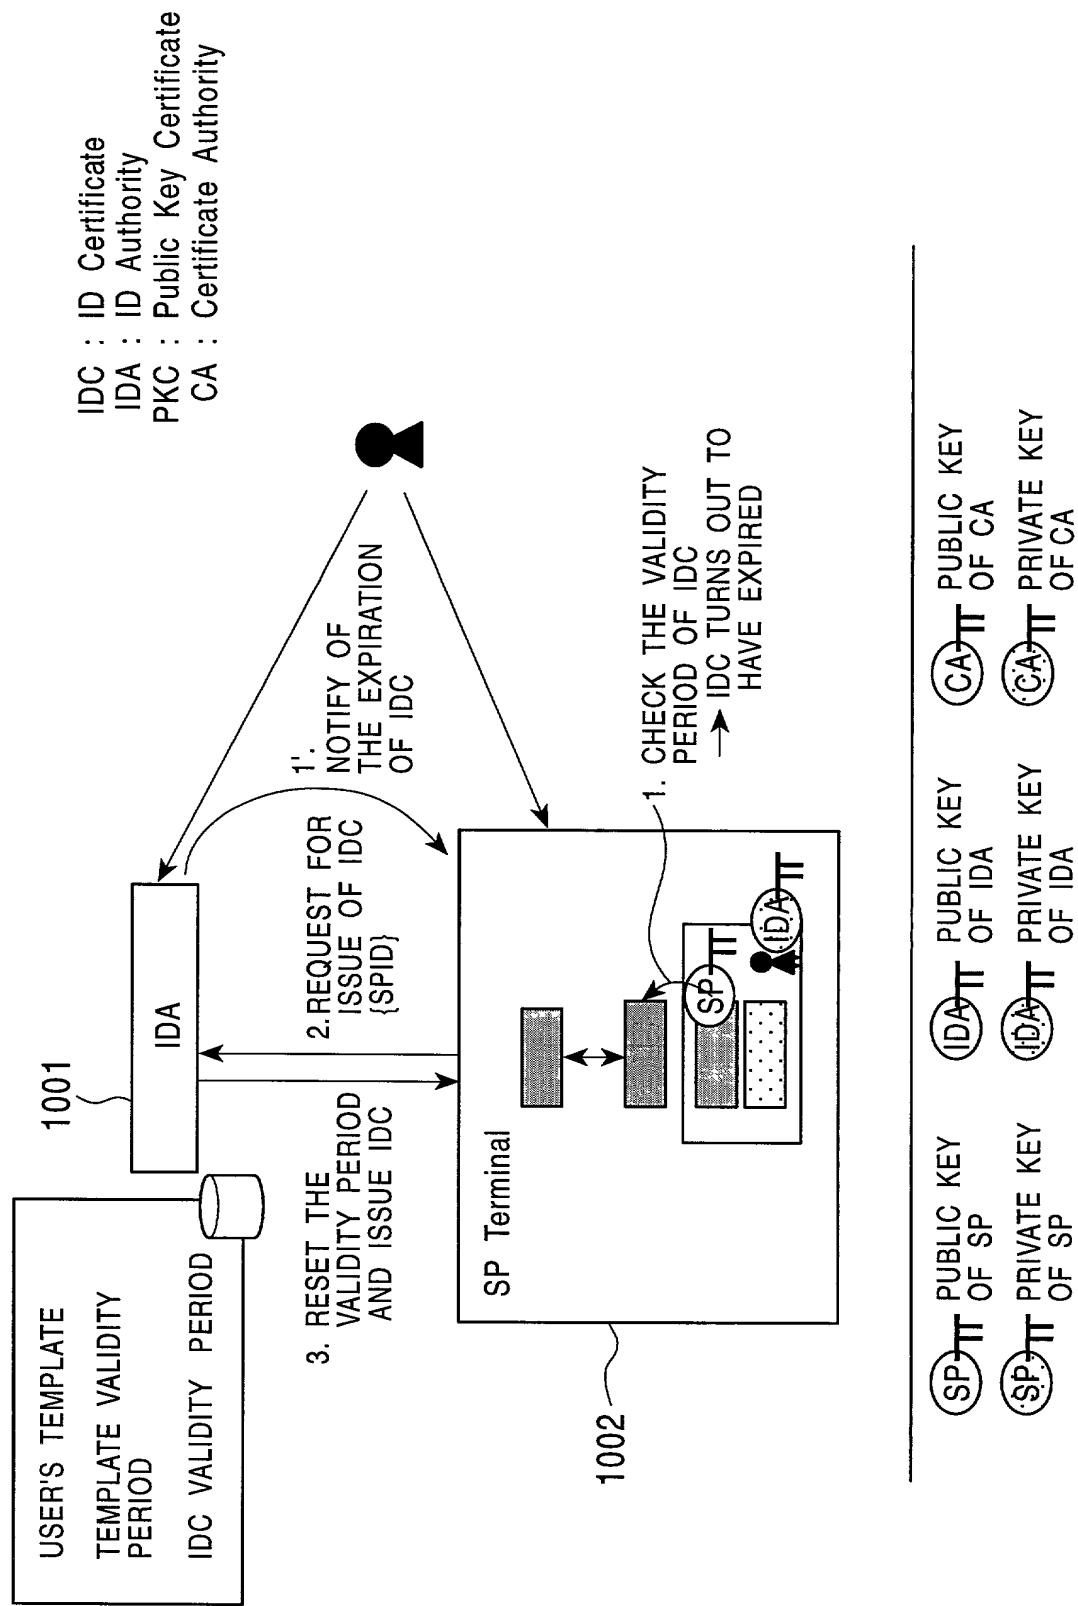 IDC : ID Certificate
IDA : ID Authority
PKC : Public Key Certificate
CA : Certificate Authority
USER'S TEMPLATE
TEMPLATE VALIDITY
PERIOD
IDC VALIDITY PERIOD
1001
IDA
1'.
NOTIFY OF
THE EXPIRATION
OF IDC
2.REQUEST FOR
ISSUE OF IDC
{SPID}
3. RESET THE
VALIDITY PERIOD
AND ISSUE IDC
SP Terminal
1002
SP
IDA
1. CHECK THE VALIDITY
PERIOD OF IDC
→ IDC TURNS OUT TO
HAVE EXPIRED
SP PUBLIC KEY
OF SP
SP PRIVATE KEY
OF SP
IDA PUBLIC KEY
OF IDA
IDA PRIVATE KEY
OF IDA
CA PUBLIC KEY
OF CA
CA PRIVATE KEY
OF CA